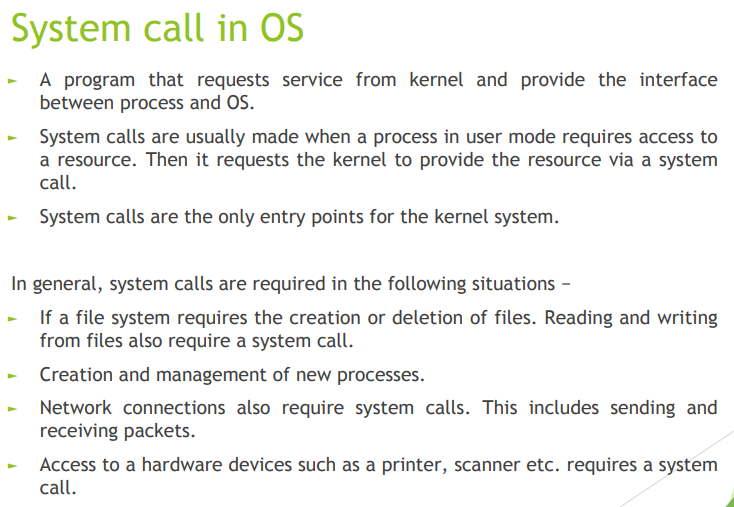 System call in OS
► A program that requests service from kernel and provide the interface
between process and OS.
► System calls are usually made when a process in user mode requires access to
a resource. Then it requests the kernel to provide the resource via a system
call.
► System calls are the only entry points for the kernel system.
In general, system calls are required in the following situations –
► If a file system requires the creation or deletion of files. Reading and writing
from files also require a system call.
► Creation and management of new processes.
► Network connections also require system calls. This includes sending and
receiving packets.
► Access to a hardware devices such as a printer, scanner etc. requires a system
call.